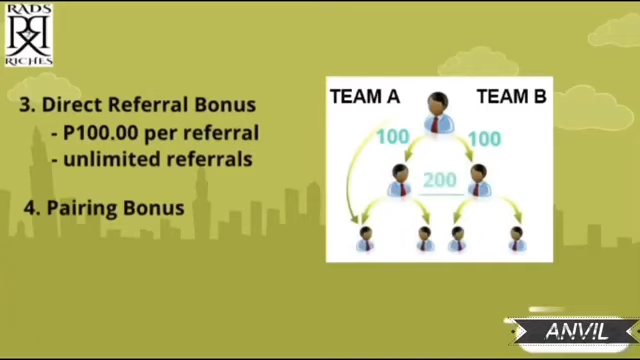 RADS
RR
RICHES
3. Direct Referral Bonus
- P100.00 per referral
- unlimited referrals
4. Pairing Bonus
TEAM A
TEAM B
100
100
200
ANVIL